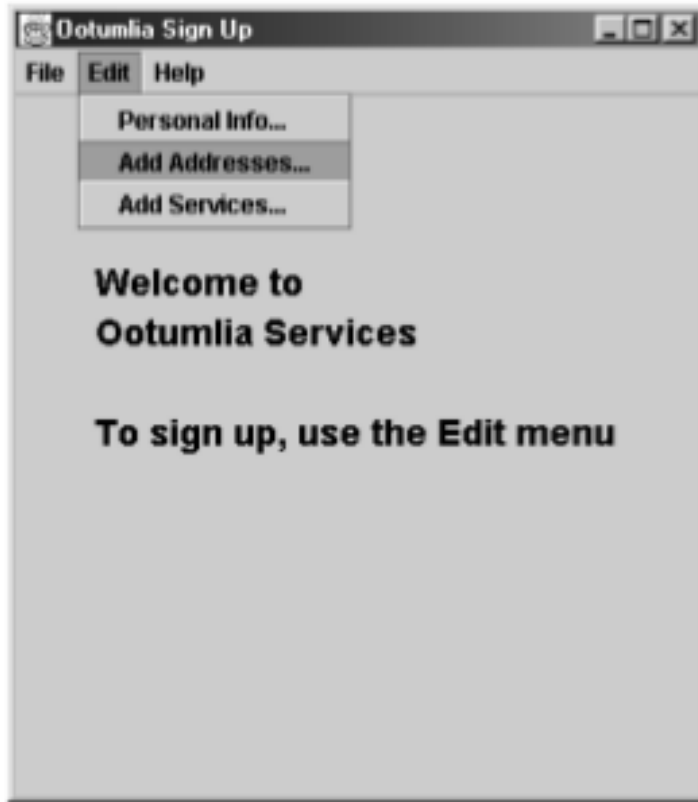 Ootumlia Sign Up
File Edit Help
Personal Info...
Add Addresses...
Add Services...
Welcome to
Ootumlia Services
To sign up, use the Edit menu